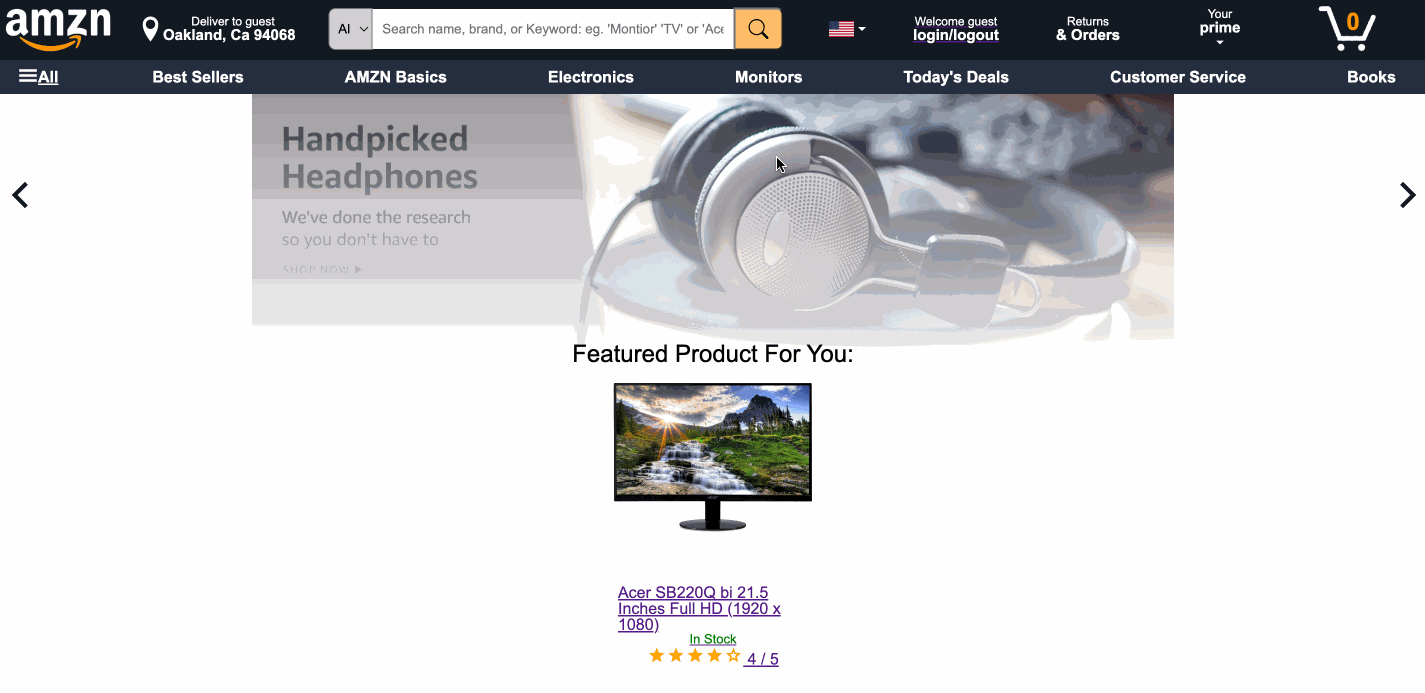 amzn
Deliver to guest
Oakland, Ca 94068
Al
Search name, brand, or Keyword: eg. 'Montior' 'TV' or 'Ace
Welcome guest
login/logout
Returns
& Orders
Your
prime
0
All
Best Sellers
AMZN Basics
Electronics
Monitors
Today's Deals
Customer Service
Books
Handpicked
Headphones
We've done the research
so you don't have to
SHOP NOW
Featured Product For You:
acer
Acer SB220Q bi 21.5
Inches Full HD (1920 x
1080)
In Stock
4 / 5